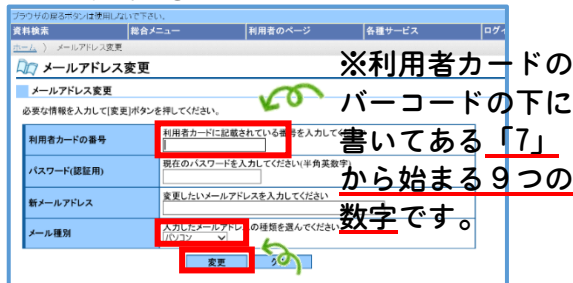 ブラウザの戻るボタンは使用しないで下さい。
資料検索 総合メニュー 利用者のページ 各種サービス ログ
ホーム 〉 メールアドレス変更
メールアドレス変更
メールアドレス変更
必要な情報を入力して[変更]ボタンを押してください。
利用者カードの番号
利用者カードに記載されている番号を入力してく
パスワード(認証用)
現在のパスワードを入力してください(半角英数字)
新メールアドレス
変更したいメールアドレスを入力してください
メール種別
入力したメールアドレスの種類を選んでください
パソコン
変更
※利用者カードの
バーコードの下に
書いてある「7」
から始まる９つの
数字です。